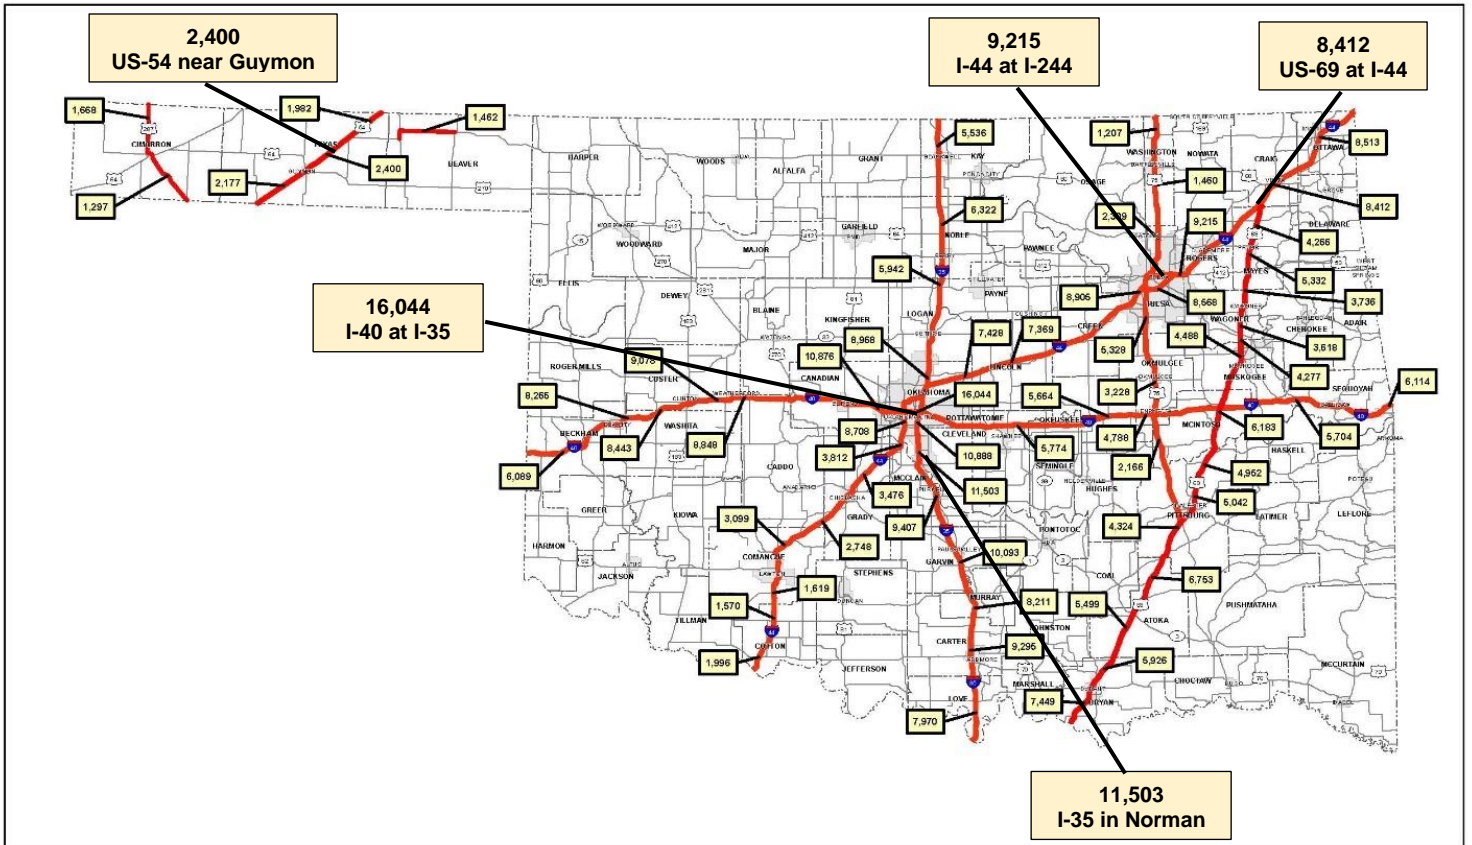 2,400
US-54 near Guymon
9,215
I-44 at I-244
8,412
US-69 at I-44
1,668
1,982
1,462
5,536
1,207
8,513
CIMARRON
TEXAS
BEAVER
HARPER
WOODS
ALFALFA
GRANT
KAY
OSAGE
WASHINGTON
NOWATA
CRAIG
OTTAWA
2,400
2,177
1,297
1,460
8,412
6,322
9,215
DELAWARE
4,266
WOODWARD
MAJOR
GARFIELD
NOBLE
PAWNEE
ROGERS
MAYES
5,942
5,332
ELLIS
DEWEY
BLAINE
KINGFISHER
LOGAN
PAYNE
8,906
TULSA
8,668
3,736
16,044
I-40 at I-35
CREEK
WAGONER
CHEROKEE
ADAIR
8,968
7,428
7,369
5,328
4,488
3,618
10,876
LINCOLN
OKMULGEE
MUSKOGEE
4,277
ROGER MILLS
9,078
CUSTER
CANADIAN
OKLAHOMA
16,044
5,664
3,228
SEQUOYAH
6,114
8,265
BECKHAM
WASHITA
POTTAWATOMIE
OKFUSKEE
MCINTOSH
6,183
5,704
8,443
8,848
8,708
CLEVELAND
5,774
4,788
HASKELL
6,089
CADDO
3,812
10,888
SEMINOLE
2,166
HUGHES
4,952
MCCLAIN
3,476
11,503
5,042
LATIMER
LEFLORE
GREER
KIOWA
3,099
GRADY
9,407
PONTOTOC
4,324
PITTSBURG
HARMON
COMANCHE
2,748
GARVIN
10,093
JACKSON
STEPHENS
COAL
6,753
1,619
1,570
MURRAY
8,211
5,499
PUSHMATAHA
TILLMAN
JOHNSTON
ATOKA
COTTON
CARTER
9,295
5,926
1,996
JEFFERSON
MARSHALL
CHOCTAW
MCCURTAIN
LOVE
7,449
BRYAN
7,970
11,503
I-35 in Norman